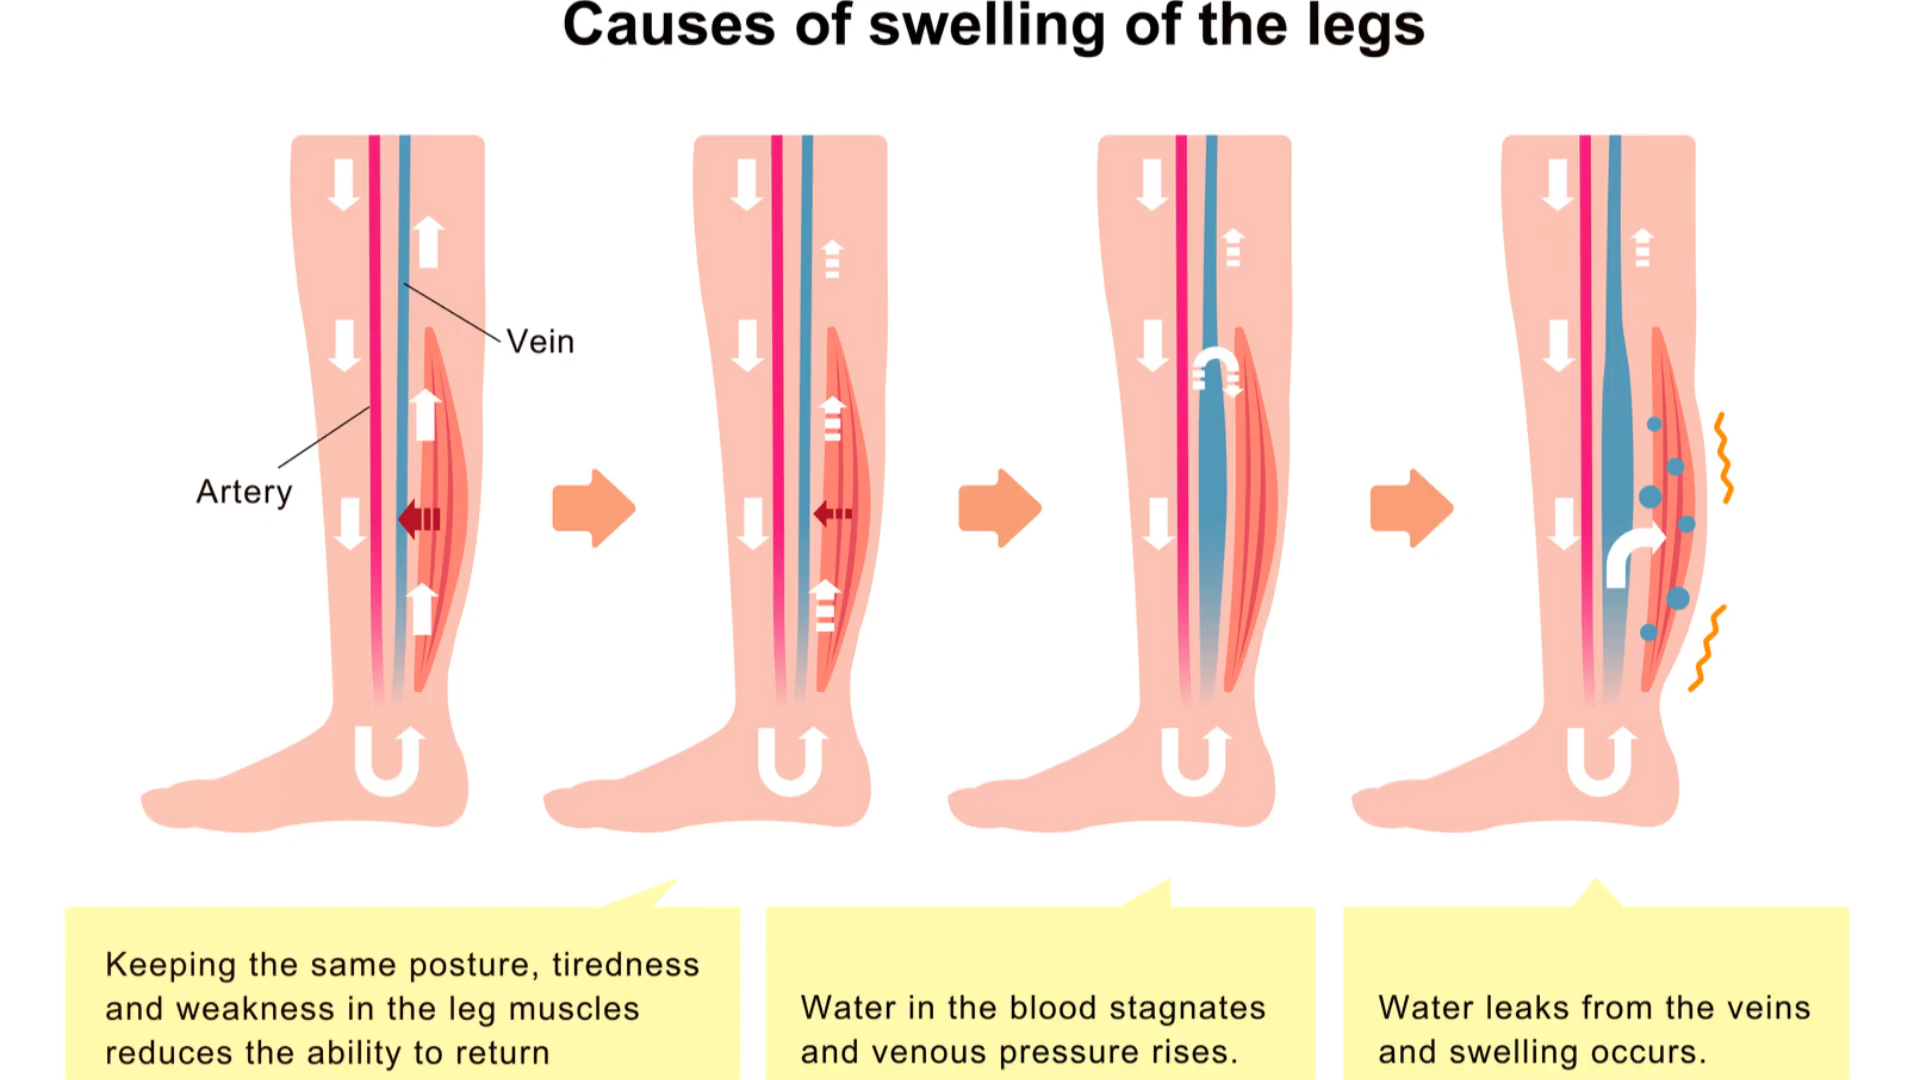 Causes of swelling of the legs
Vein
Artery
Keeping the same posture, tiredness
and weakness in the leg muscles
reduces the ability to return
Water in the blood stagnates
and venous pressure rises.
Water leaks from the veins
and swelling occurs.